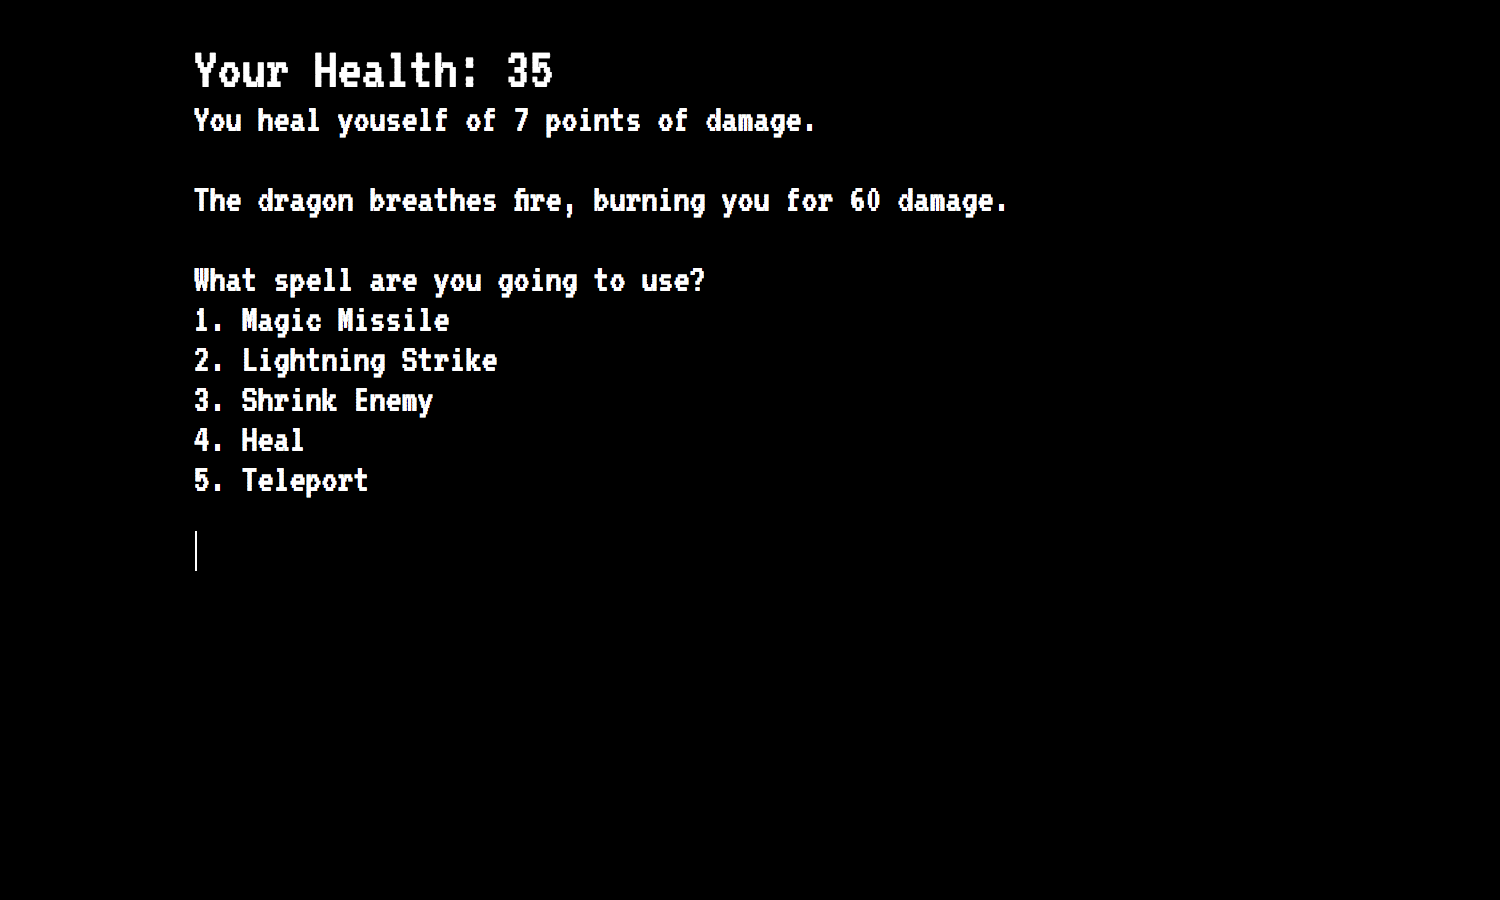 Your Health: 35
You heal youself of 7 points of damage.
The dragon breathes fire, burning you for 60 damage.
What spell are you going to use?
1. Magic Missile
2. Lightning Strike
3. Shrink Enemy
4. Heal
5. Teleport